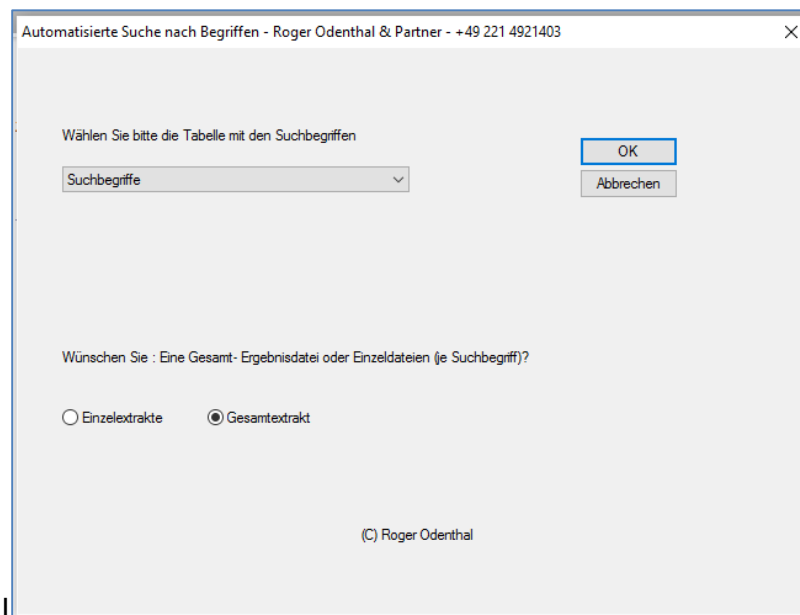 Automatisierte Suche nach Begriffen - Roger Odenthal & Partner - +49 221 4921403
Wählen Sie bitte die Tabelle mit den Suchbegriffen
OK
Suchbegriffe
Abbrechen
Wünschen Sie : Eine Gesamt- Ergebnisdatei oder Einzeldateien (je Suchbegriff)?
Einzelextrakte
Gesamtextrakt
(C) Roger Odenthal